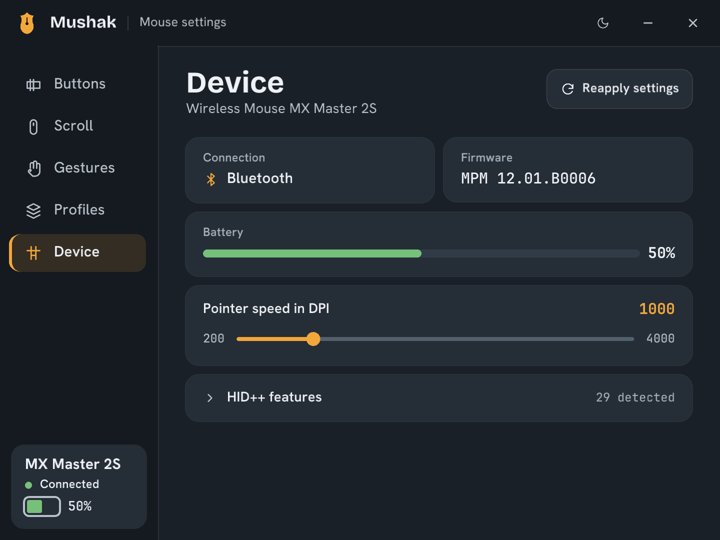 Mushak
Mouse settings
Buttons
Scroll
Gestures
Profiles
Device
MX Master 2S
Connected
50%
Device
Wireless Mouse MX Master 2S
Reapply settings
Connection
Bluetooth
Firmware
MPM 12.01.B0006
Battery
50%
Pointer speed in DPI
1000
200
4000
HID++ features
29 detected